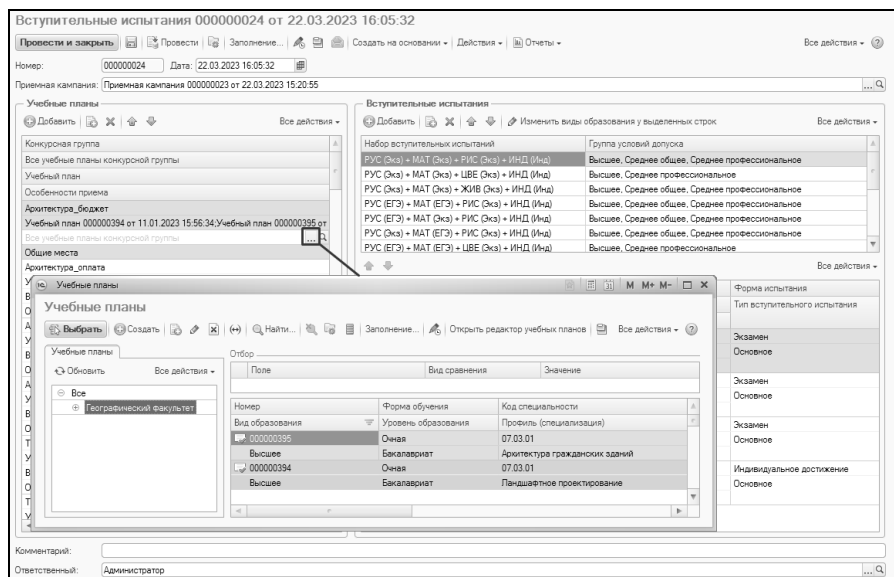 Вступительные испытания 000000024 от 22.03.2023 16:05:32
Провести и закрыть Провести Заполнение... Создать на основании Действия Отчеты Все действия
Номер: 000000024 Дата: 22.03.2023 16:05:32
Приемная кампания: Приемная кампания 000000023 от 22.03.2023 15:20:55
Учебные планы
Добавить Все действия
Конкурсная группа
Все учебные планы конкурсной группы
Учебный план
Особенности приема
Архитектура_бюджет
Учебный план 000000394 от 11.01.2023 15:56:34;Учебный план 000000395 от
Все учебные планы конкурсной группы
Общие места
Архитектура_оплата
Вступительные испытания
Добавить Изменить виды образования у выделенных строк Все действия
Набор вступительных испытаний Группа условий допуска
РУС (Экз) + МАТ (Экз) + РИС (Экз) + ИНД (Инд) Высшее, Среднее общее, Среднее профессиональное
РУС (Экз) + МАТ (Экз) + ЦВЕ (Экз) + ИНД (Инд) Высшее, Среднее профессиональное
РУС (Экз) + МАТ (Экз) + ЖИВ (Экз) + ИНД (Инд) Высшее, Среднее общее, Среднее профессиональное
РУС (ЕГЭ) + МАТ (ЕГЭ) + РИС (Экз) + ИНД (Инд) Высшее, Среднее общее, Среднее профессиональное
РУС (ЕГЭ) + МАТ (ЕГЭ) + РИС (Экз) + ИНД (Инд) Высшее, Среднее общее, Среднее профессиональное
РУС (ЕГЭ) + МАТ (ЕГЭ) + РИС (Экз) + ИНД (Инд) Высшее, Среднее общее, Среднее профессиональное
РУС (ЕГЭ) + МАТ (ЕГЭ) + ЦВЕ (Экз) + ИНД (Инд) Высшее, Среднее профессиональное
Все действия
Форма испытания
Тип вступительного испытания
Экзамен
Основное
Экзамен
Основное
Экзамен
Основное
Индивидуальное достижение
Основное
Учебные планы M M+ M-
Учебные планы
Выбрать Создать Найти... Заполнение... Открыть редактор учебных планов Все действия
Учебные планы
Обновить Все действия
Все
Географический факультет
Отбор
Поле Вид сравнения Значение
Номер Форма обучения Код специальности
Вид образования Уровень образования Профиль (специализация)
000000395 Очная 07.03.01
Высшее Бакалавриат Архитектура гражданских зданий
000000394 Очная 07.03.01
Высшее Бакалавриат Ландшафтное проектирование
Комментарий:
Ответственный: Администратор